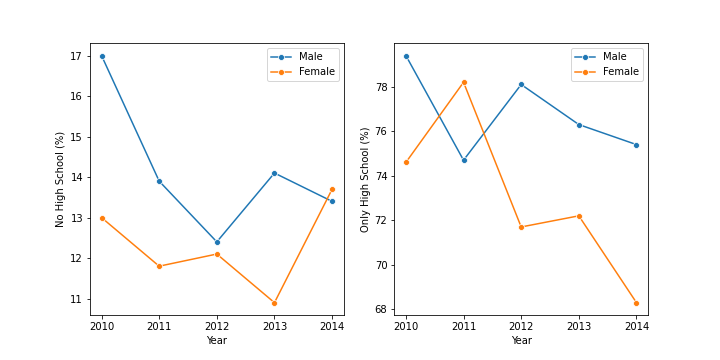 Male
Female
17
16
15
14
13
12
11
No High School (%)
2010 2011 2012 2013 2014
Year
Male
Female
78
76
74
72
70
68
Only High School (%)
2010 2011 2012 2013 2014
Year